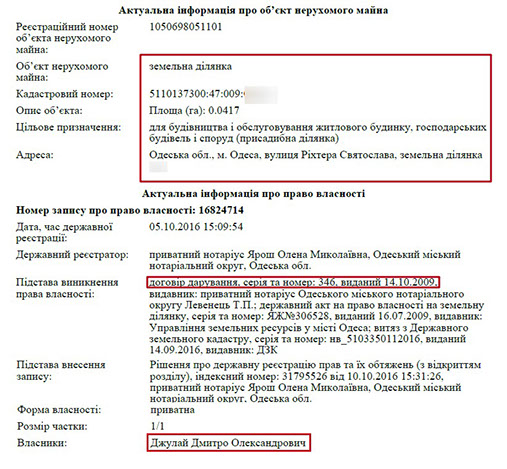 Актуальна інформація про об'єкт нерухомого майна
Реєстраційний номер 1050698051101
об'єкта нерухомого
майна:
Об'єкт нерухомого земельна ділянка
майна:
Кадастровий номер: 5110137300:47:009:
Опис об'єкта: Площа (га): 0.0417
Цільове призначення: для будівництва і обслуговування житлового будинку, господарських
будівель і споруд (присадибна ділянка)
Адреса: Одеська обл., м. Одеса, вулиця Ріхтера Святослава, земельна ділянка
Актуальна інформація про право власності
Номер запису про право власності: 16824714
Дата, час державної 05.10.2016 15:09:54
реєстрації:
Державний реєстратор: приватний нотаріус Ярош Олена Миколаївна, Одеський міський
нотаріальний округ, Одеська обл.
Підстава виникнення договір дарування, серія та номер: 346, виданий 14.10.2009,
права власності: видавник: приватний нотаріус Одеського міського нотаріального
округу Левенець Т.П.; державний акт на право власності на земельну
ділянку, серія та номер: ЯЖ№306528, виданий 16.07.2009, видавник:
Управління земельних ресурсів у місті Одеса; витяз з Державного
земельного кадастру, серія та номер: нв_5103350112016, виданий
14.09.2016, видавник: ДЗК
Підстава внесення Рішення про державну реєстрацію прав та їх обтяжень (з відкриттям
запису: розділу), індексний номер: 31795526 від 10.10.2016 15:31:26,
приватний нотаріус Ярош Олена Миколаївна, Одеський міський
нотаріальний округ, Одеська обл.
Форма власності: приватна
Розмір частки: 1/1
Власники: Джулай Дмитро Олександрович